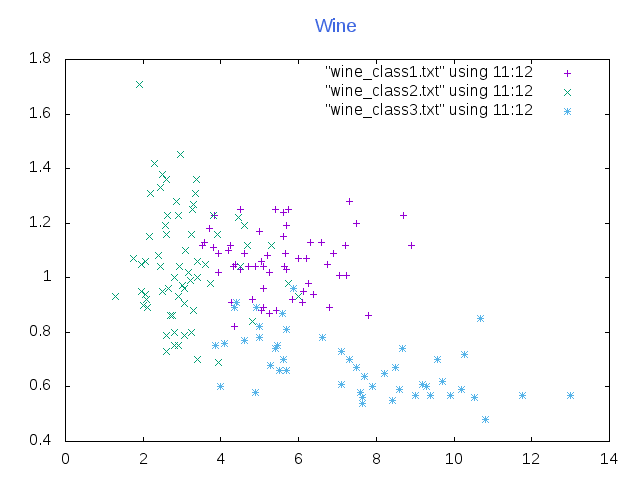 Wine
1.8
1.6
1.4
1.2
1
0.8
0.6
0.4
"wine_class1.txt" using 11:12
"wine_class2.txt" using 11:12
"wine_class3.txt" using 11:12
0 2 4 6 8 10 12 14